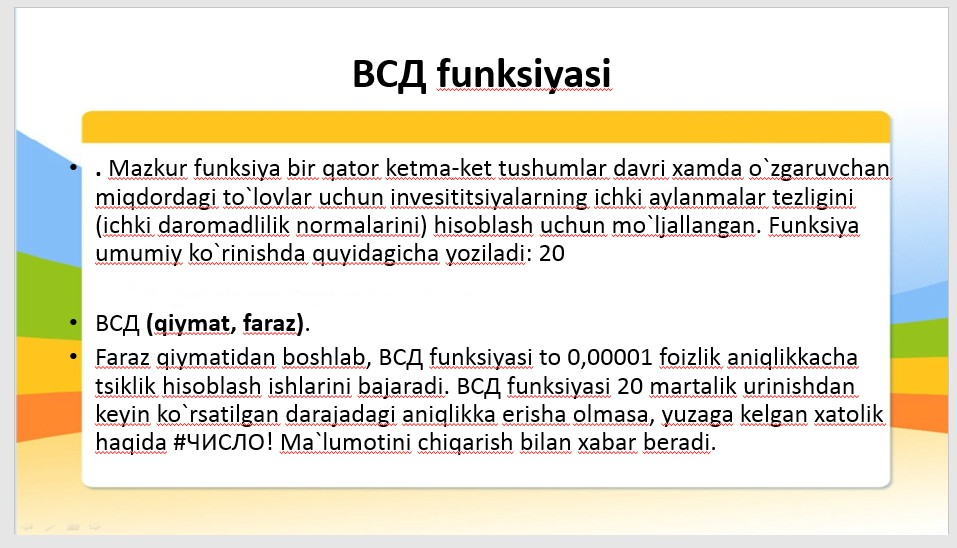 ВСД funksiyasi
• . Mazkur funksiya bir qator ketma-ket tushumlar davri xamda o`zgaruvchan
miqdordagi to`lovlar uchun invesititsiyalarning ichki aylanmalar tezligini
(ichki daromadlilik normalarini) hisoblash uchun mo`ljallangan. Funksiya
umumiy ko`rinishda quyidagicha yoziladi: 20
• ВСД (qiymat, faraz).
• Faraz qiymatidan boshlab, ВСД funksiyasi to 0,00001 foizlik aniqlikkacha
tsiklik hisoblash ishlarini bajaradi. ВСД funksiyasi 20 martalik urinishdan
keyin ko`rsatilgan darajadagi aniqlikka erisha olmasa, yuzaga kelgan xatolik
haqida #ЧИСЛО! Ma`lumotini chiqarish bilan xabar beradi.